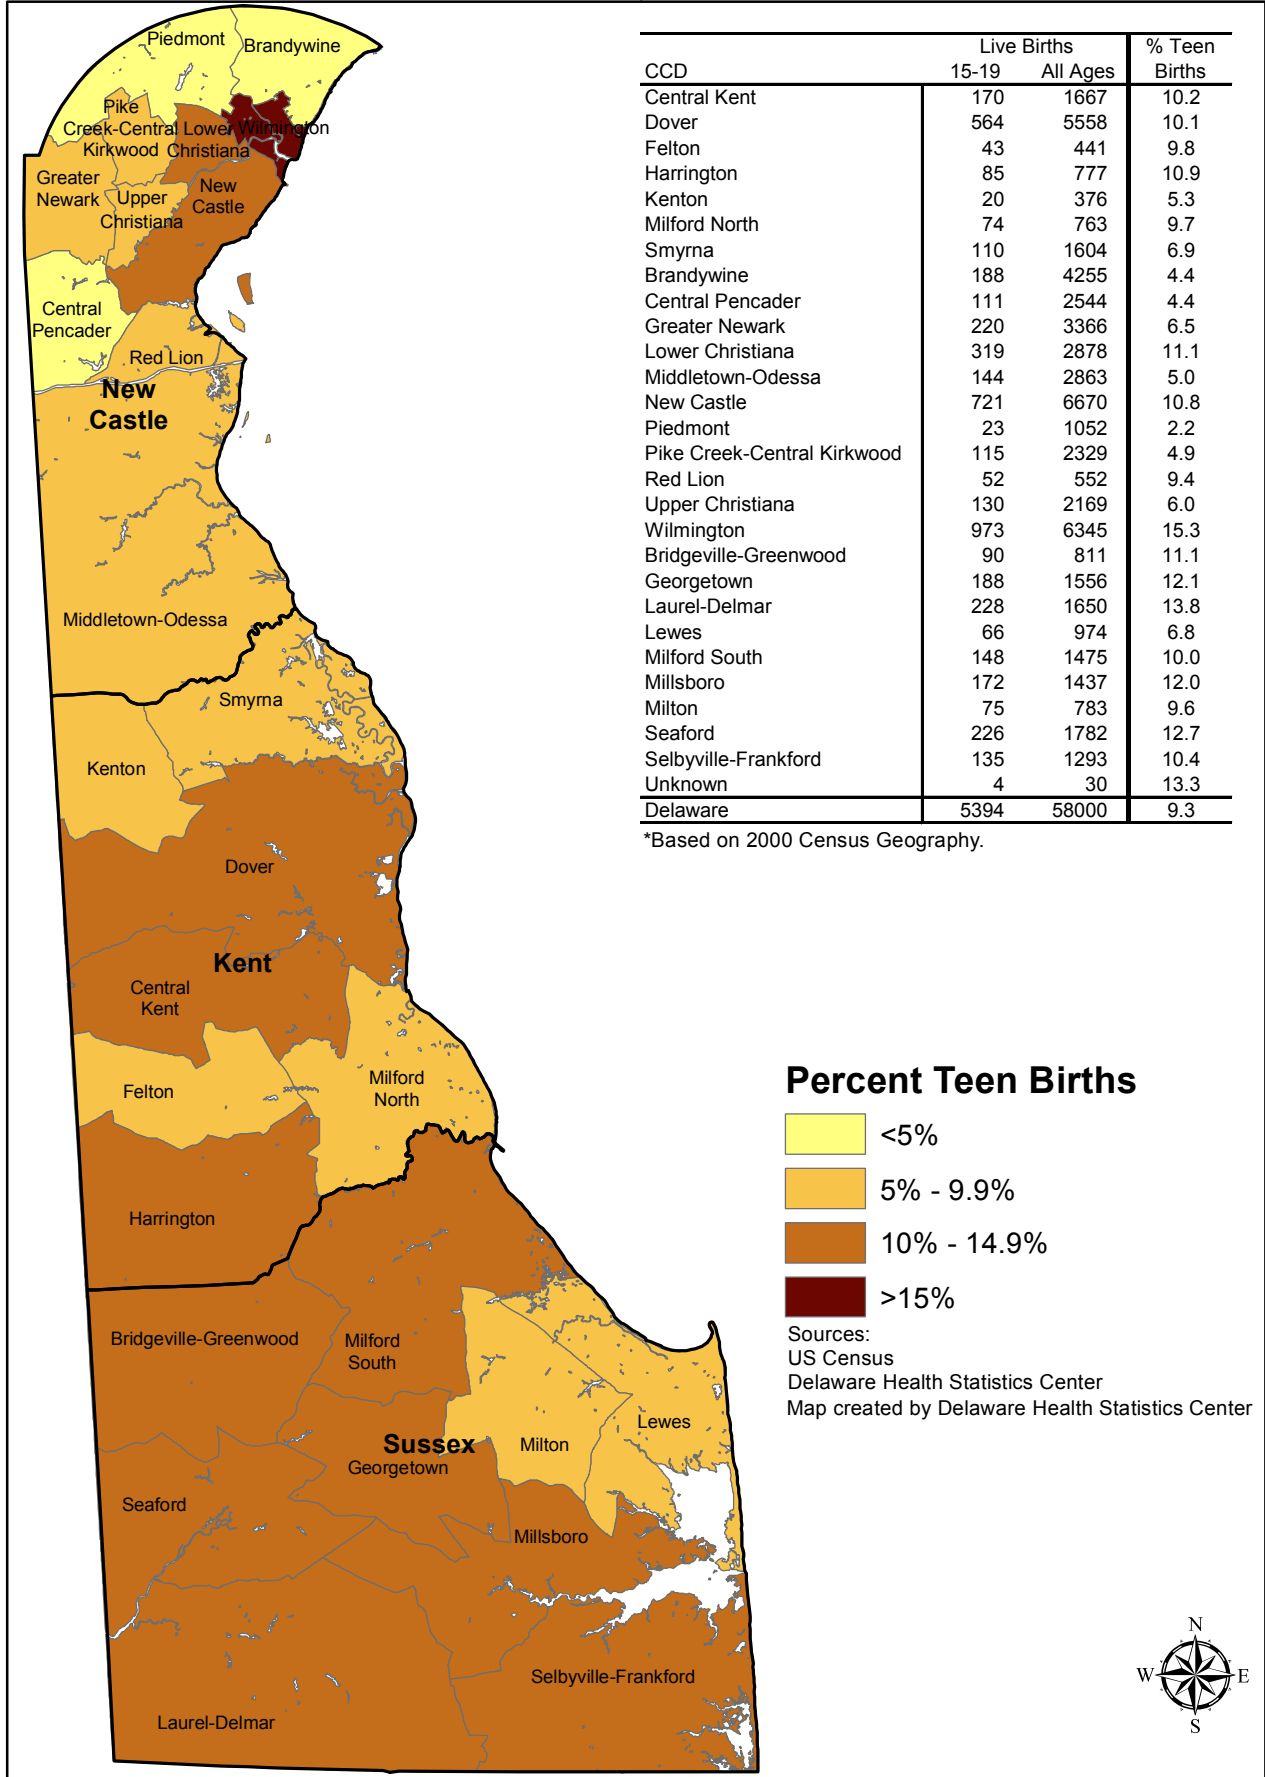 Piedmont
Brandywine
Pike
Creek-Central
Kirkwood
Lower
Christiana
Wilmington
Greater
Newark
Upper
Christiana
New
Castle
Central
Pencader
Red Lion
New
Castle
Middletown-Odessa
Smyrna
Kenton
Dover
Kent
Central
Kent
Felton
Milford
North
Harrington
Bridgeville-Greenwood
Milford
South
Lewes
Milton
Sussex
Georgetown
Seaford
Millsboro
Selbyville-Frankford
Laurel-Delmar
Live Births % Teen
CCD 15-19 All Ages Births
Central Kent 170 1667 10.2
Dover 564 5558 10.1
Felton 43 441 9.8
Harrington 85 777 10.9
Kenton 20 376 5.3
Milford North 74 763 9.7
Smyrna 110 1604 6.9
Brandywine 188 4255 4.4
Central Pencader 111 2544 4.4
Greater Newark 220 3366 6.5
Lower Christiana 319 2878 11.1
Middletown-Odessa 144 2863 5.0
New Castle 721 6670 10.8
Piedmont 23 1052 2.2
Pike Creek-Central Kirkwood 115 2329 4.9
Red Lion 52 552 9.4
Upper Christiana 130 2169 6.0
Wilmington 973 6345 15.3
Bridgeville-Greenwood 90 811 11.1
Georgetown 188 1556 12.1
Laurel-Delmar 228 1650 13.8
Lewes 66 974 6.8
Milford South 148 1475 10.0
Millsboro 172 1437 12.0
Milton 75 783 9.6
Seaford 226 1782 12.7
Selbyville-Frankford 135 1293 10.4
Unknown 4 30 13.3
Delaware 5394 58000 9.3
*Based on 2000 Census Geography.
Percent Teen Births
<5%
5% - 9.9%
10% - 14.9%
>15%
Sources:
US Census
Delaware Health Statistics Center
Map created by Delaware Health Statistics Center
N
W E
S